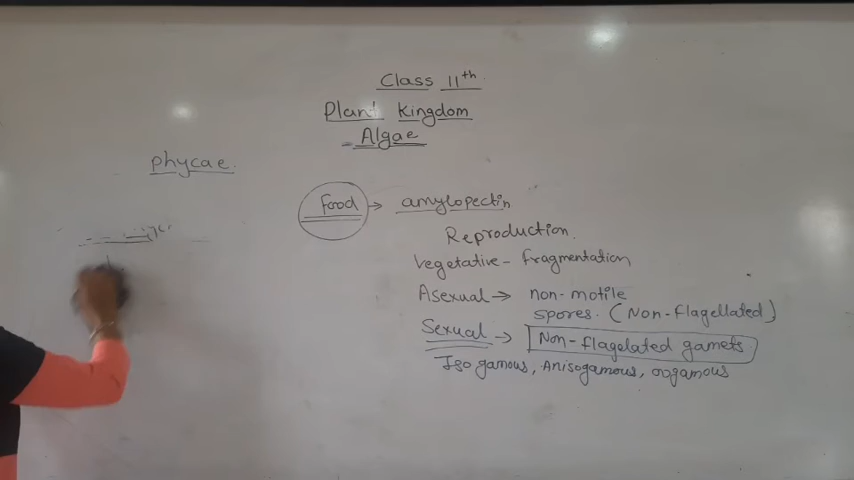 Class 11th
Plant Kingdom
- Algae
phycae.
Food → amylopectin
Reproduction.
Vegetative - fragmentation
Asexual → non-motile
spores. (Non-flagellated)
Sexual → Non-flagelated gamets
Isogamous, Anisogamous, oogamous